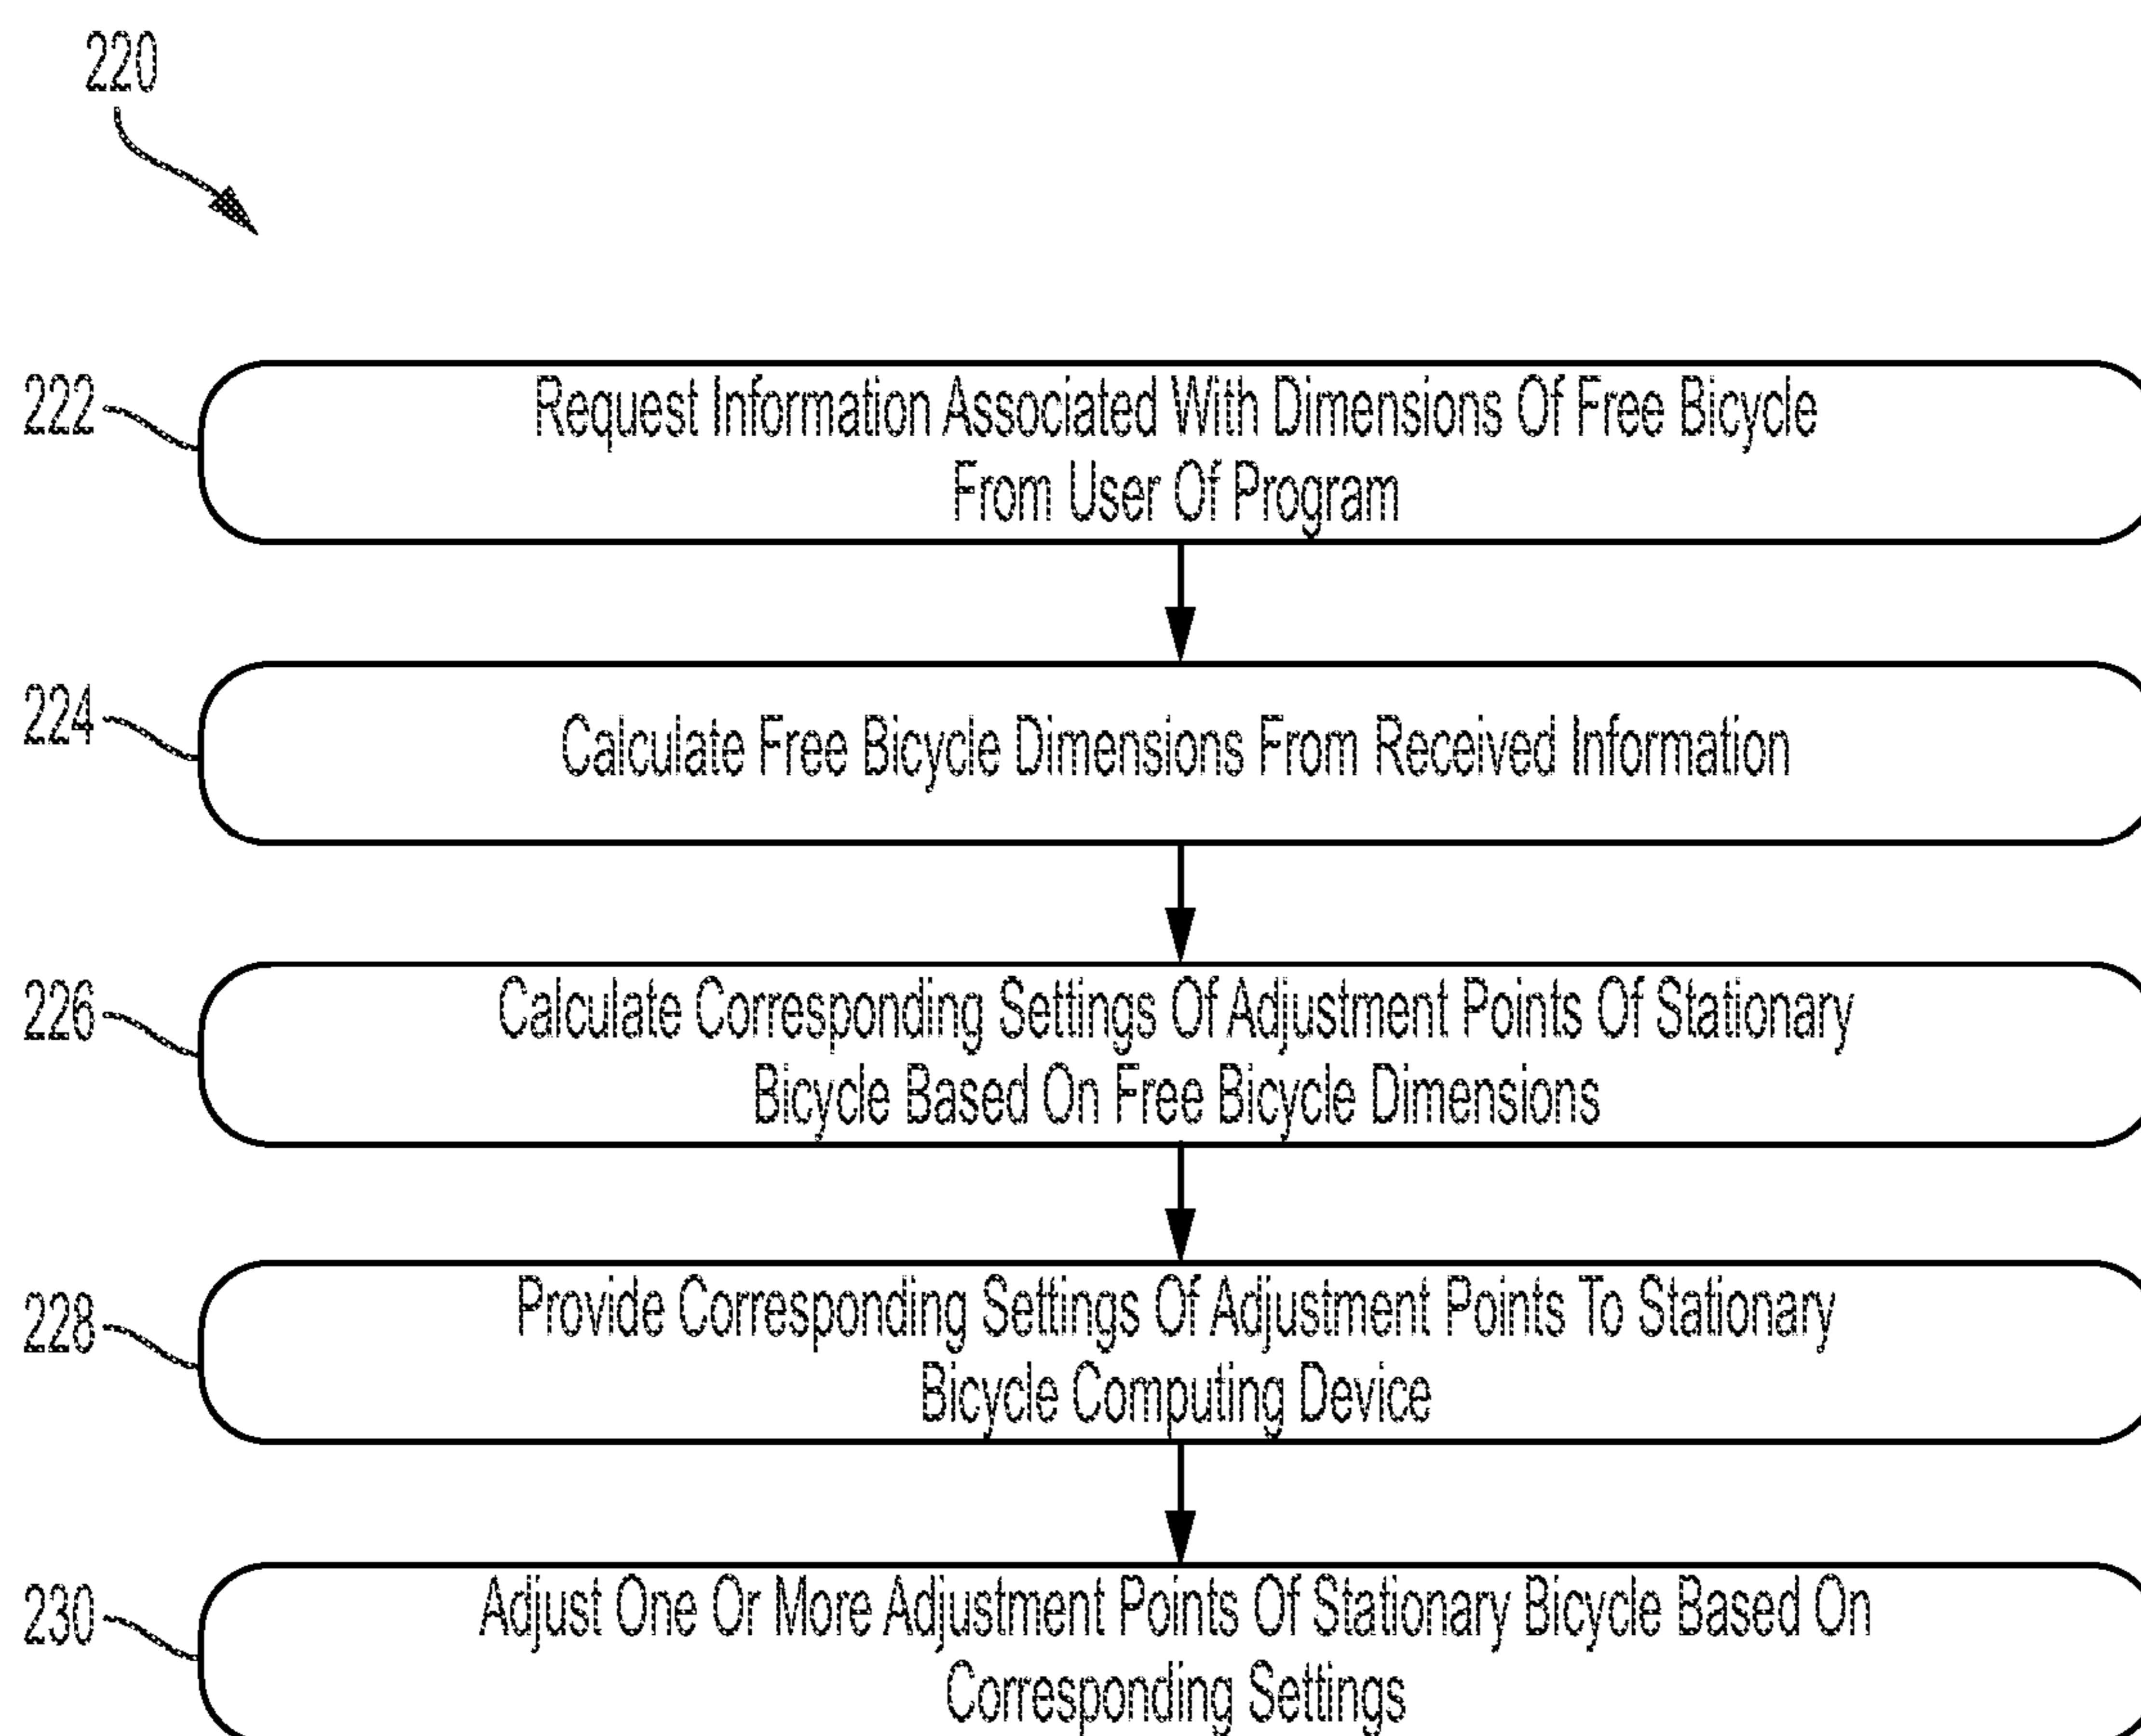 220
222
Request Information Associated With Dimensions Of Free Bicycle
From User Of Program
224
Calculate Free Bicycle Dimensions From Received Information
226
Calculate Corresponding Settings Of Adjustment Points Of Stationary
Bicycle Based On Free Bicycle Dimensions
228
Provide Corresponding Settings Of Adjustment Points To Stationary
Bicycle Computing Device
230
Adjust One Or More Adjustment Points Of Stationary Bicycle Based On
Corresponding Settings